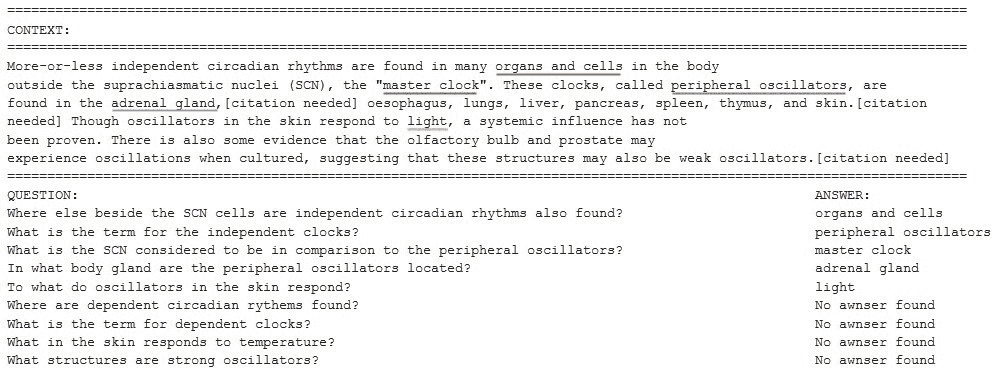 ================================================================================
CONTEXT:
================================================================================
More-or-less independent circadian rhythms are found in many organs and cells in the body
outside the suprachiasmatic nuclei (SCN), the "master clock". These clocks, called peripheral oscillators, are
found in the adrenal gland,[citation needed] oesophagus, lungs, liver, pancreas, spleen, thymus, and skin.[citation
needed] Though oscillators in the skin respond to light, a systemic influence has not
been proven. There is also some evidence that the olfactory bulb and prostate may
experience oscillations when cultured, suggesting that these structures may also be weak oscillators.[citation needed]
================================================================================
QUESTION: ANSWER:
Where else beside the SCN cells are independent circadian rhythms also found? organs and cells
What is the term for the independent clocks? peripheral oscillators
What is the SCN considered to be in comparison to the peripheral oscillators? master clock
In what body gland are the peripheral oscillators located? adrenal gland
To what do oscillators in the skin respond? light
Where are dependent circadian rythems found? No awnser found
What is the term for dependent clocks? No awnser found
What in the skin responds to temperature? No awnser found
What structures are strong oscillators? No awnser found